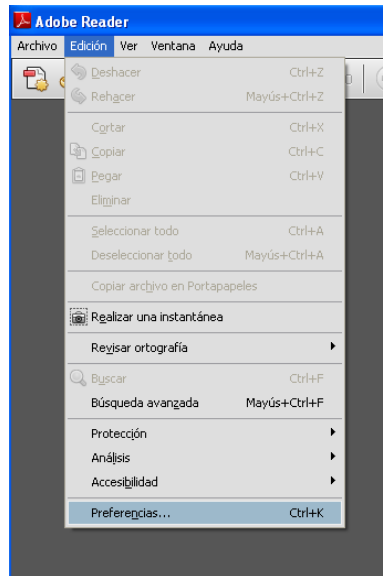 Adobe Reader
Archivo Edición Ver Ventana Ayuda
Deshacer Ctrl+Z
Rehacer Mayús+Ctrl+Z
Cortar Ctrl+X
Copiar Ctrl+C
Pegar Ctrl+V
Eliminar
Seleccionar todo Ctrl+A
Deseleccionar todo Mayús+Ctrl+A
Copiar archivo en Portapapeles
Realizar una instantánea
Revisar ortografía
Buscar Ctrl+F
Búsqueda avanzada Mayús+Ctrl+F
Protección
Análisis
Accesibilidad
Preferencias... Ctrl+K